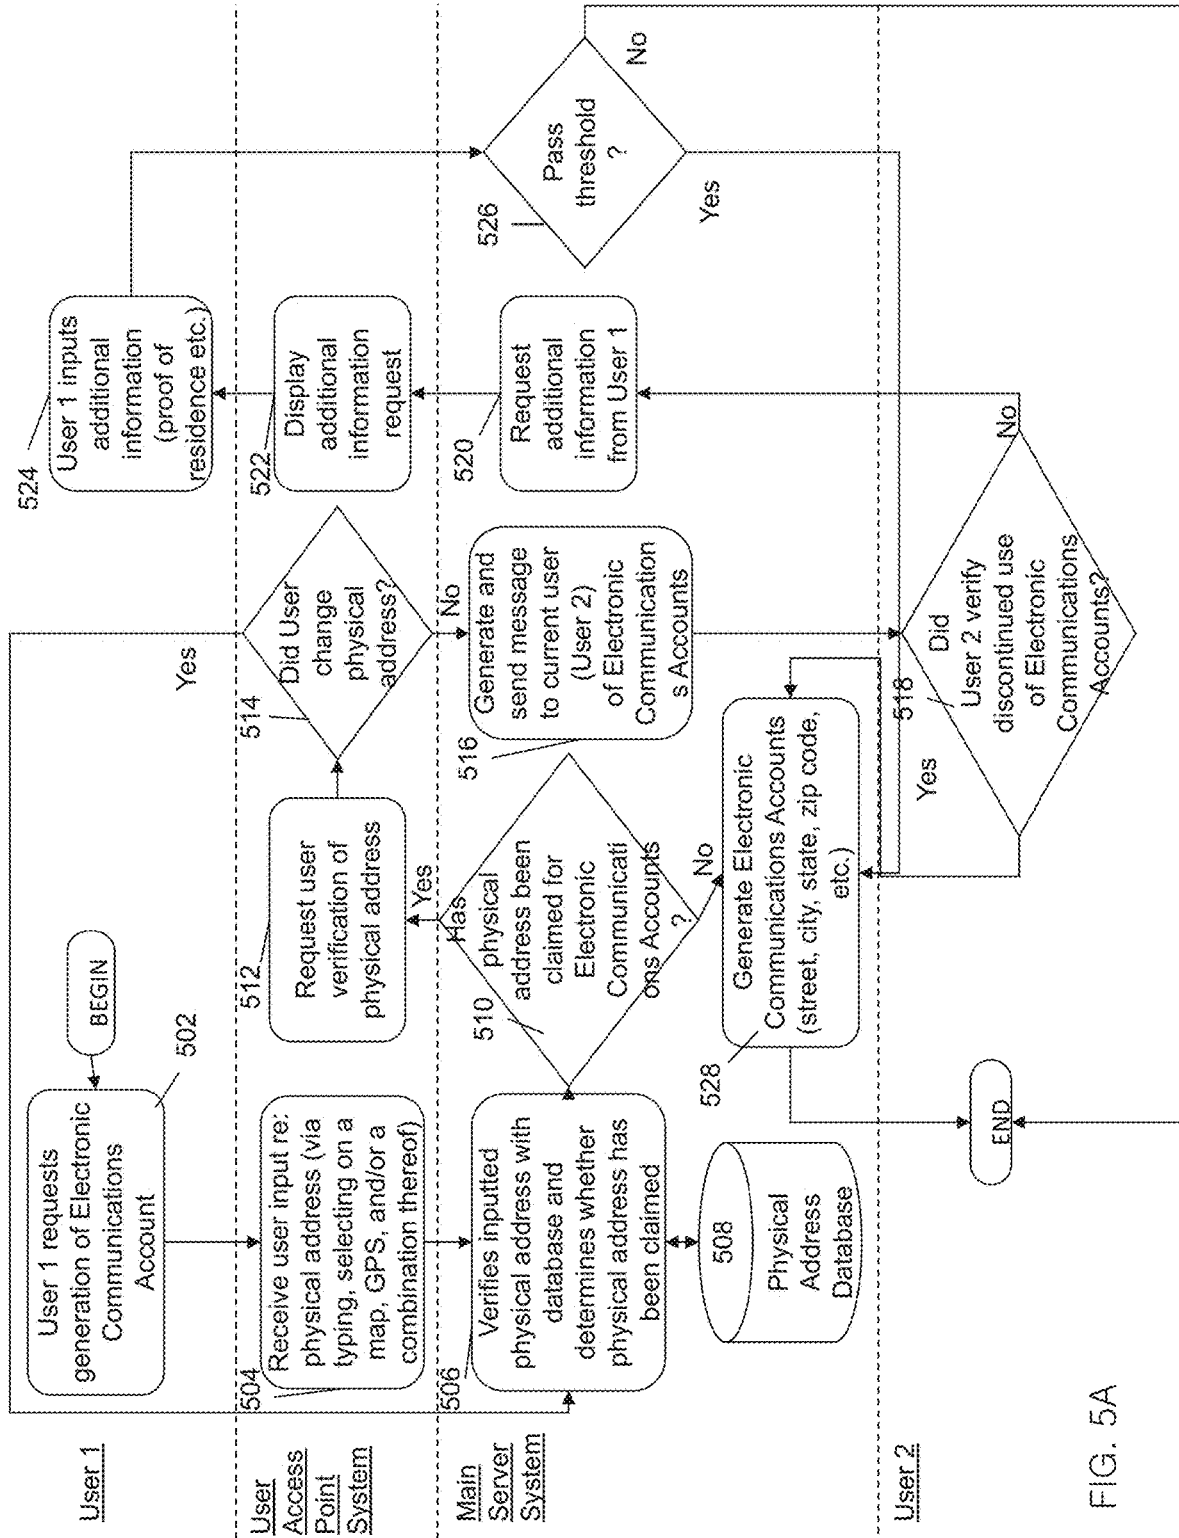 User 1
BEGIN
User 1 requests
generation of Electronic
Communications
Account
502
Yes
524
User 1 inputs
additional
information
(proof of
residence etc.)
User
Access
Point
System
504
Receive user input re:
physical address (via
typing, selecting on a
map, GPS, and/or a
combination thereof)
512
Request user
verification of
physical address
514
Did User
change
physical
address?
522
Display
additional
information
request
Main
Server
System
506
Verifies inputted
physical address with
database and
determines whether
physical address has
been claimed
508
Physical
Address
Database
510
Yes
Has
physical
address been
claimed for
Electronic
Communicati
ons Accounts
?
No
No
516
Generate and
send message
to current user
(User 2)
of Electronic
Communication
s Accounts
520
Request
additional
information
from User 1
526
Pass
threshold
?
No
Yes
528
Generate Electronic
Communications Accounts
(street, city, state, zip code,
etc.)
User 2
END
Yes
518
Did
User 2 verify
discontinued use
of Electronic
Communications
Accounts?
No
FIG. 5A